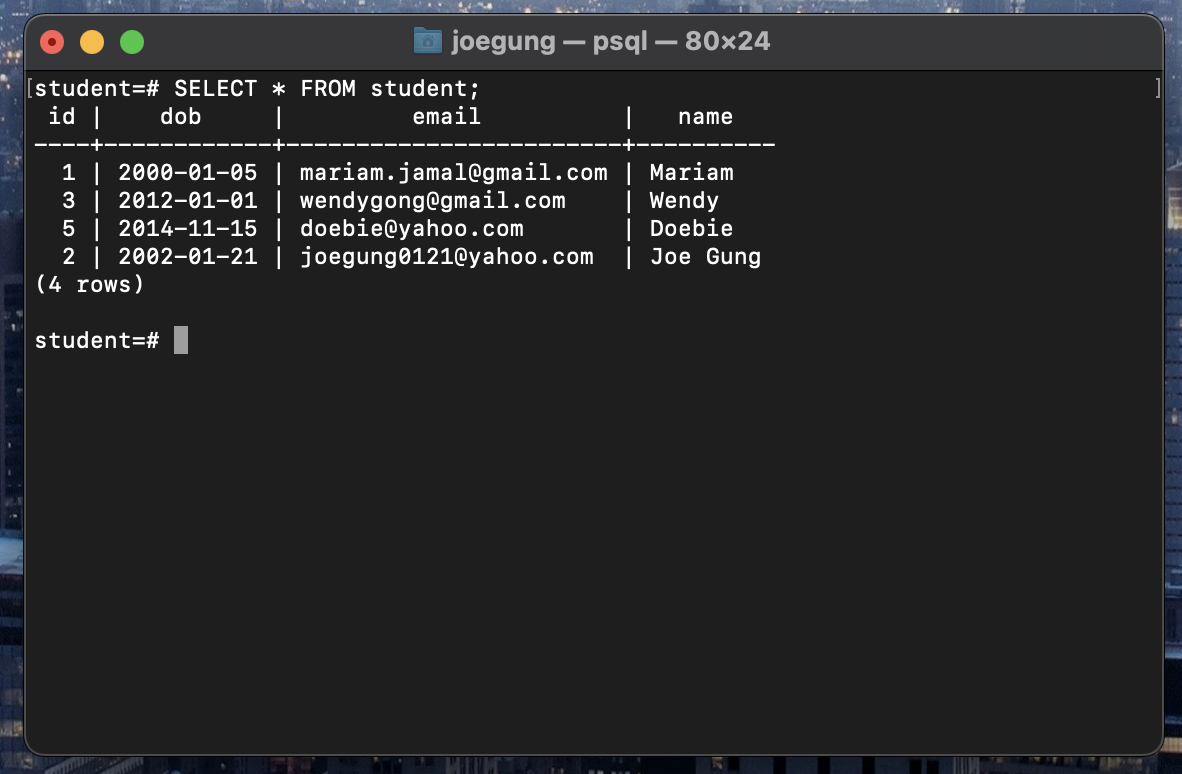 joegung — psql — 80×24
[student=# SELECT * FROM student; ]
 id |    dob     |         email          |   name   
----+------------+------------------------+----------
  1 | 2000-01-05 | mariam.jamal@gmail.com | Mariam
  3 | 2012-01-01 | wendygong@gmail.com    | Wendy
  5 | 2014-11-15 | doebie@yahoo.com       | Doebie
  2 | 2002-01-21 | joegung0121@yahoo.com  | Joe Gung
(4 rows)
student=#